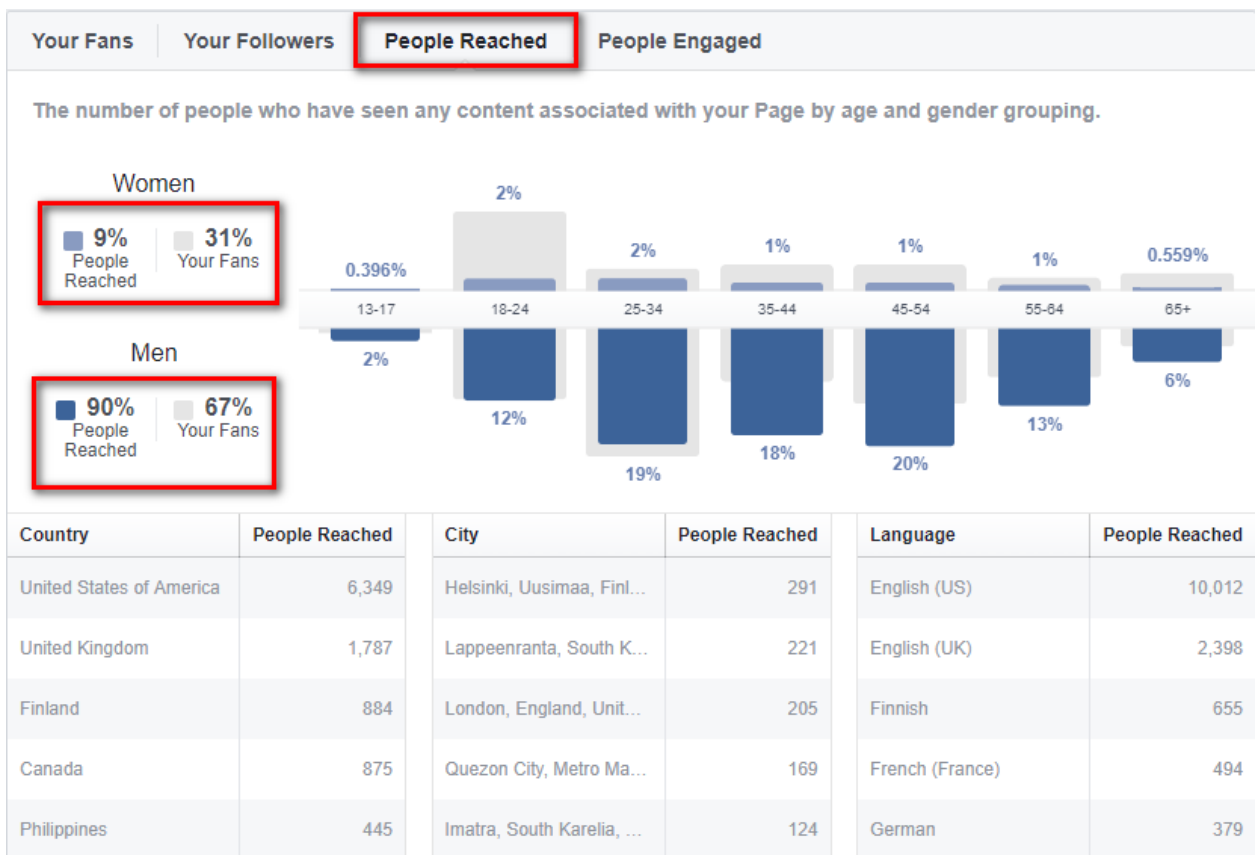 Your Fans Your Followers People Reached People Engaged
The number of people who have seen any content associated with your Page by age and gender grouping.
Women
9% People Reached
31% Your Fans
Men
90% People Reached
67% Your Fans
0.396% 2% 2% 1% 1% 1% 0.559%
13-17 18-24 25-34 35-44 45-54 55-64 65+
2% 12% 19% 18% 20% 13% 6%
Country People Reached City People Reached Language People Reached
United States of America 6,349 Helsinki, Uusimaa, Finl... 291 English (US) 10,012
United Kingdom 1,787 Lappeenranta, South K... 221 English (UK) 2,398
Finland 884 London, England, Unit... 205 Finnish 655
Canada 875 Quezon City, Metro Ma... 169 French (France) 494
Philippines 445 Imatra, South Karelia, ... 124 German 379